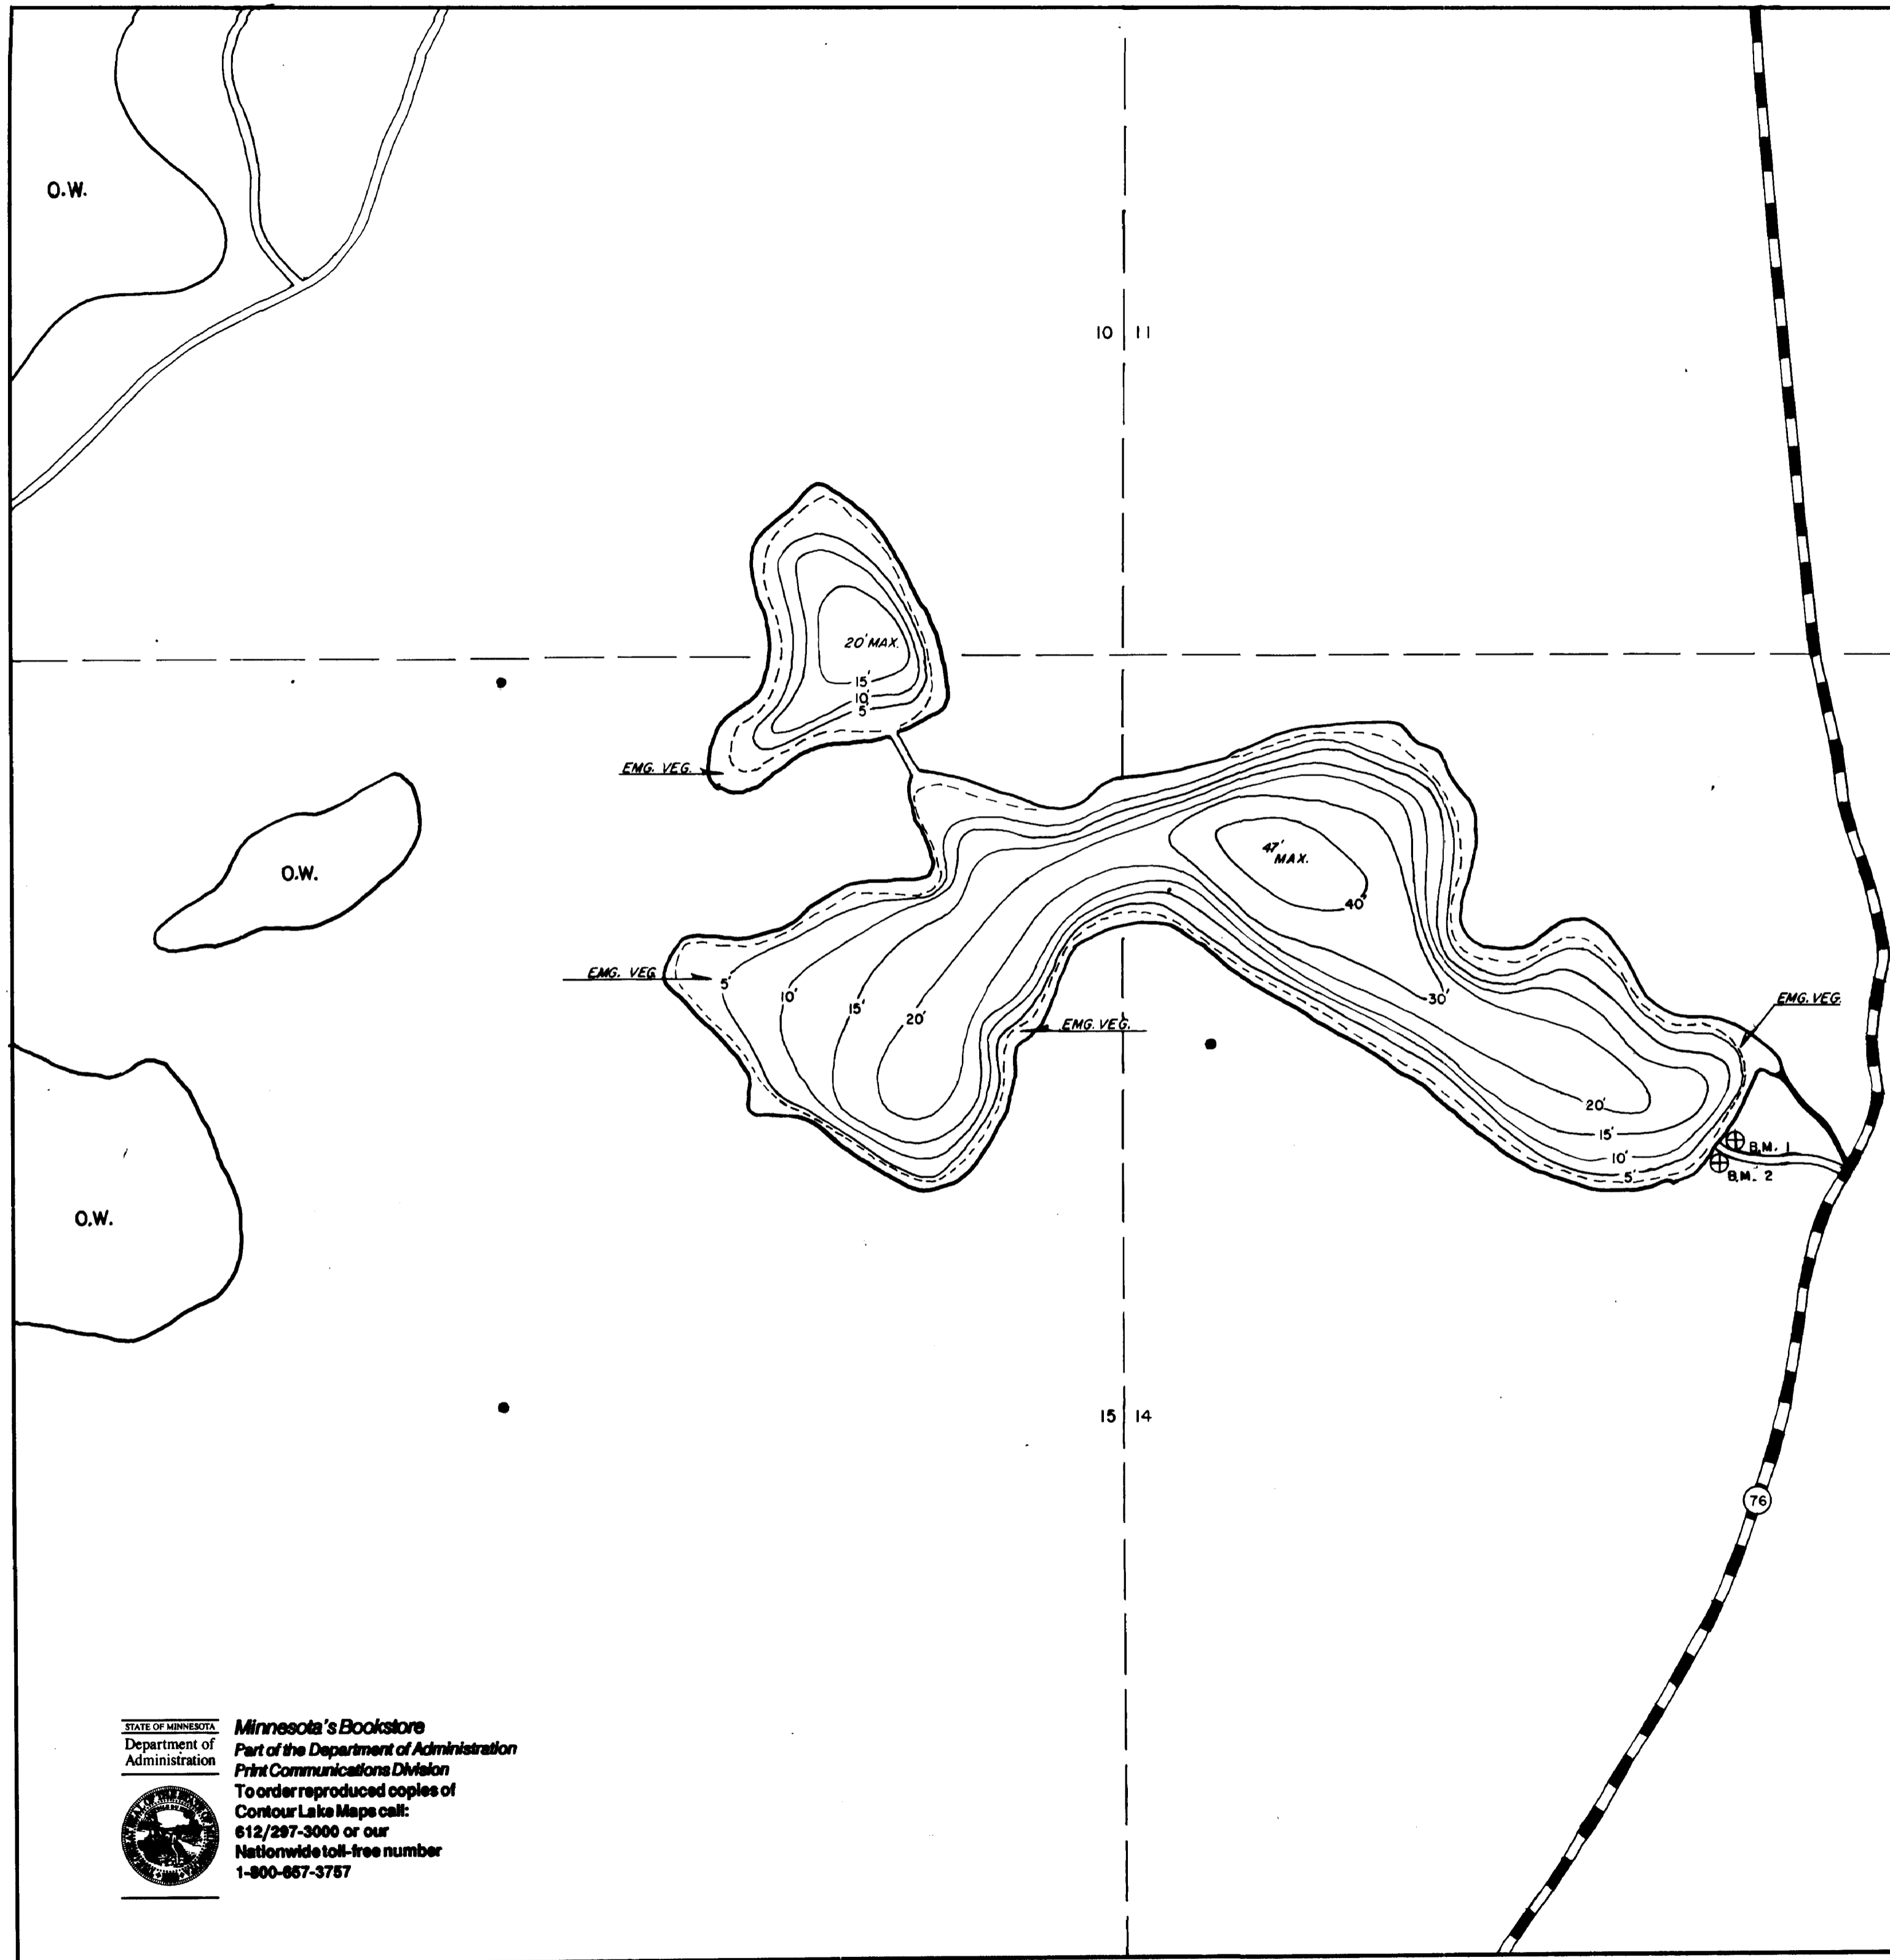 O.W.
10 11
20' MAX.
15'
10'
5'
EMG. VEG.
47'
MAX.
O.W.
40'
EMG. VEG.
5'
10'
15'
20'
30'
EMG. VEG.
EMG. VEG.
20'
15'
10'
5'
B.M. 1
B.M. 2
O.W.
15 14
76
STATE OF MINNESOTA
Department of
Administration
Minnesota's Bookstore
Part of the Department of Administration
Print Communications Division
To order reproduced copies of
Contour Lake Maps call:
612/297-3000 or our
Nationwide toll-free number
1-800-657-3757